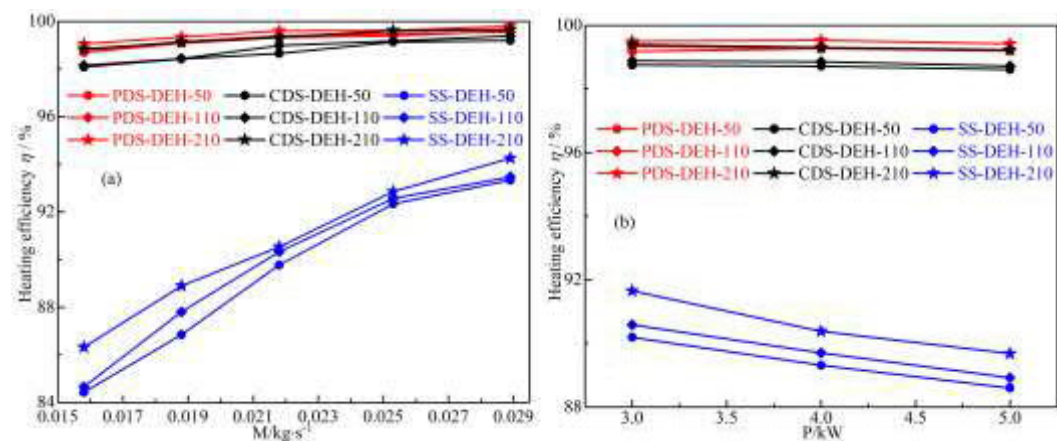 100
96
92
88
84
Heating efficiency η / %
PDS-DEH-50 CDS-DEH-50 SS-DEH-50
PDS-DEH-110 CDS-DEH-110 SS-DEH-110
PDS-DEH-210 CDS-DEH-210 SS-DEH-210
(a)
0.015 0.017 0.019 0.021 0.023 0.025 0.027 0.029
M/kg·s⁻¹
100
96
92
88
Heating efficiency η / %
PDS-DEH-50 CDS-DEH-50 SS-DEH-50
PDS-DEH-110 CDS-DEH-110 SS-DEH-110
PDS-DEH-210 CDS-DEH-210 SS-DEH-210
(b)
3.0 3.5 4.0 4.5 5.0
P/kW